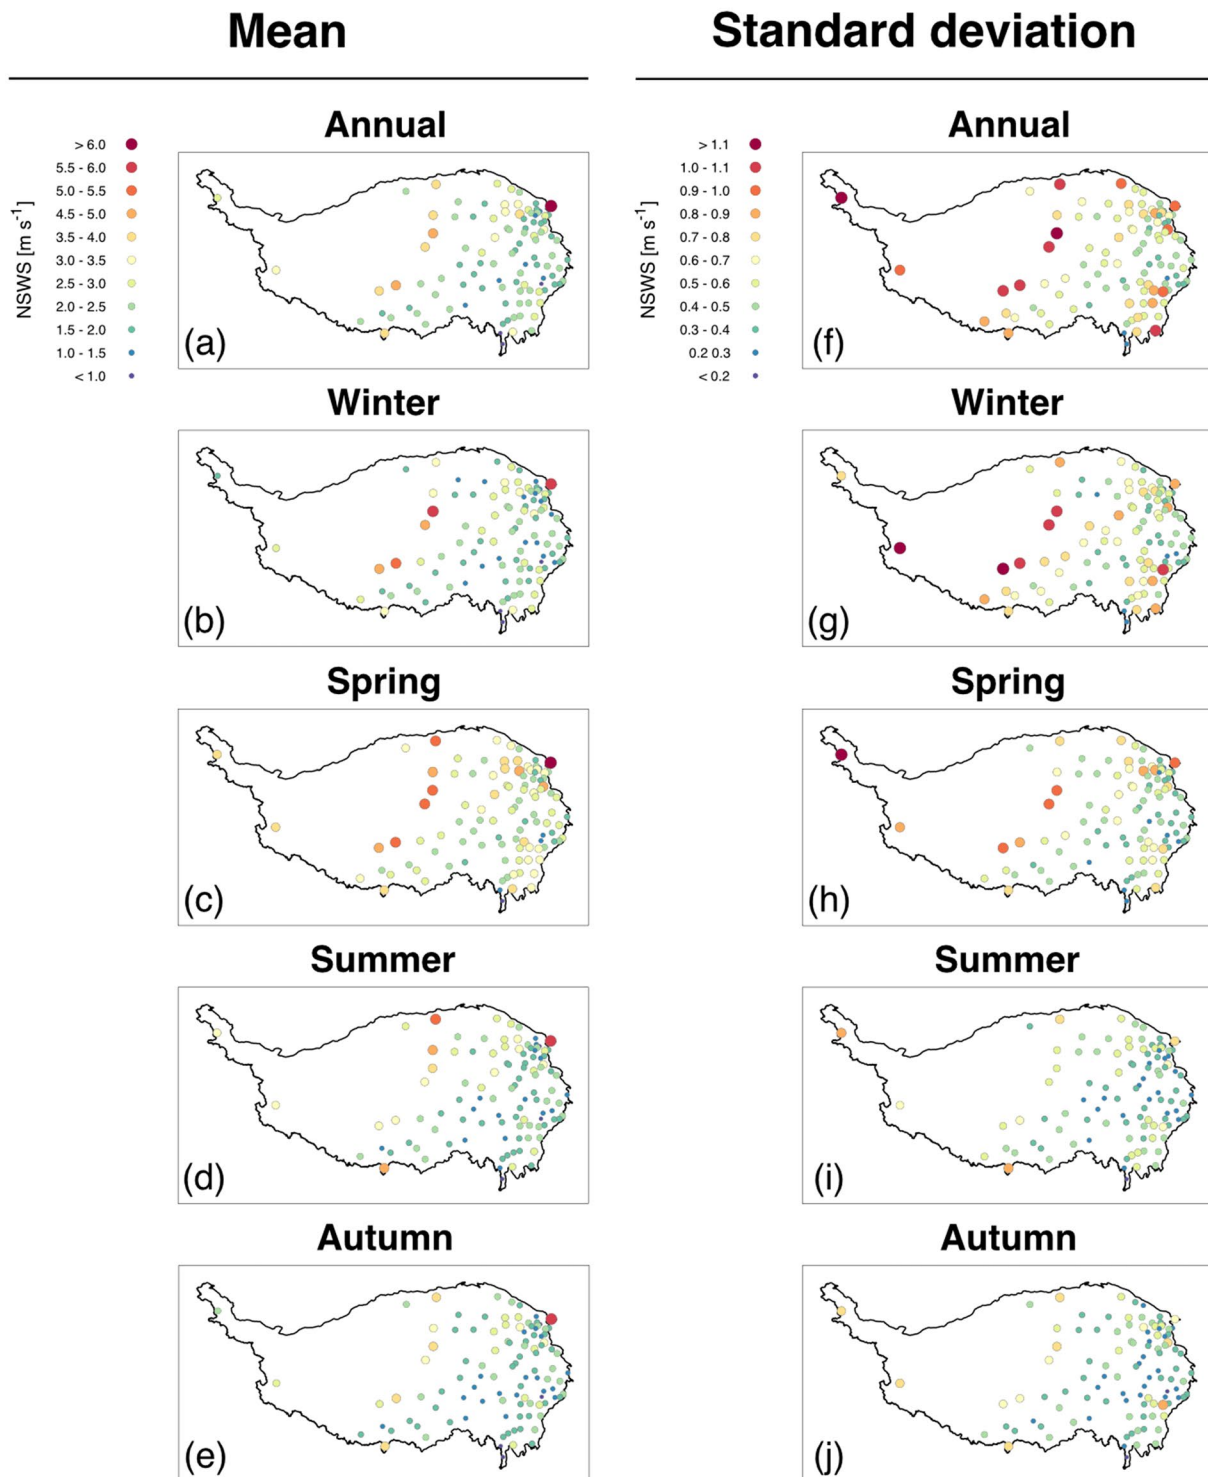 Mean
Standard deviation
Annual
Annual
NSWS [m s-1]
> 6.0
5.5 - 6.0
5.0 - 5.5
4.5 - 5.0
3.5 - 4.0
3.0 - 3.5
2.5 - 3.0
2.0 - 2.5
1.5 - 2.0
1.0 - 1.5
< 1.0
(a)
NSWS [m s-1]
> 1.1
1.0 - 1.1
0.9 - 1.0
0.8 - 0.9
0.7 - 0.8
0.6 - 0.7
0.5 - 0.6
0.4 - 0.5
0.3 - 0.4
0.2 0.3
< 0.2
(f)
Winter
Winter
(b)
(g)
Spring
Spring
(c)
(h)
Summer
Summer
(d)
(i)
Autumn
Autumn
(e)
(j)